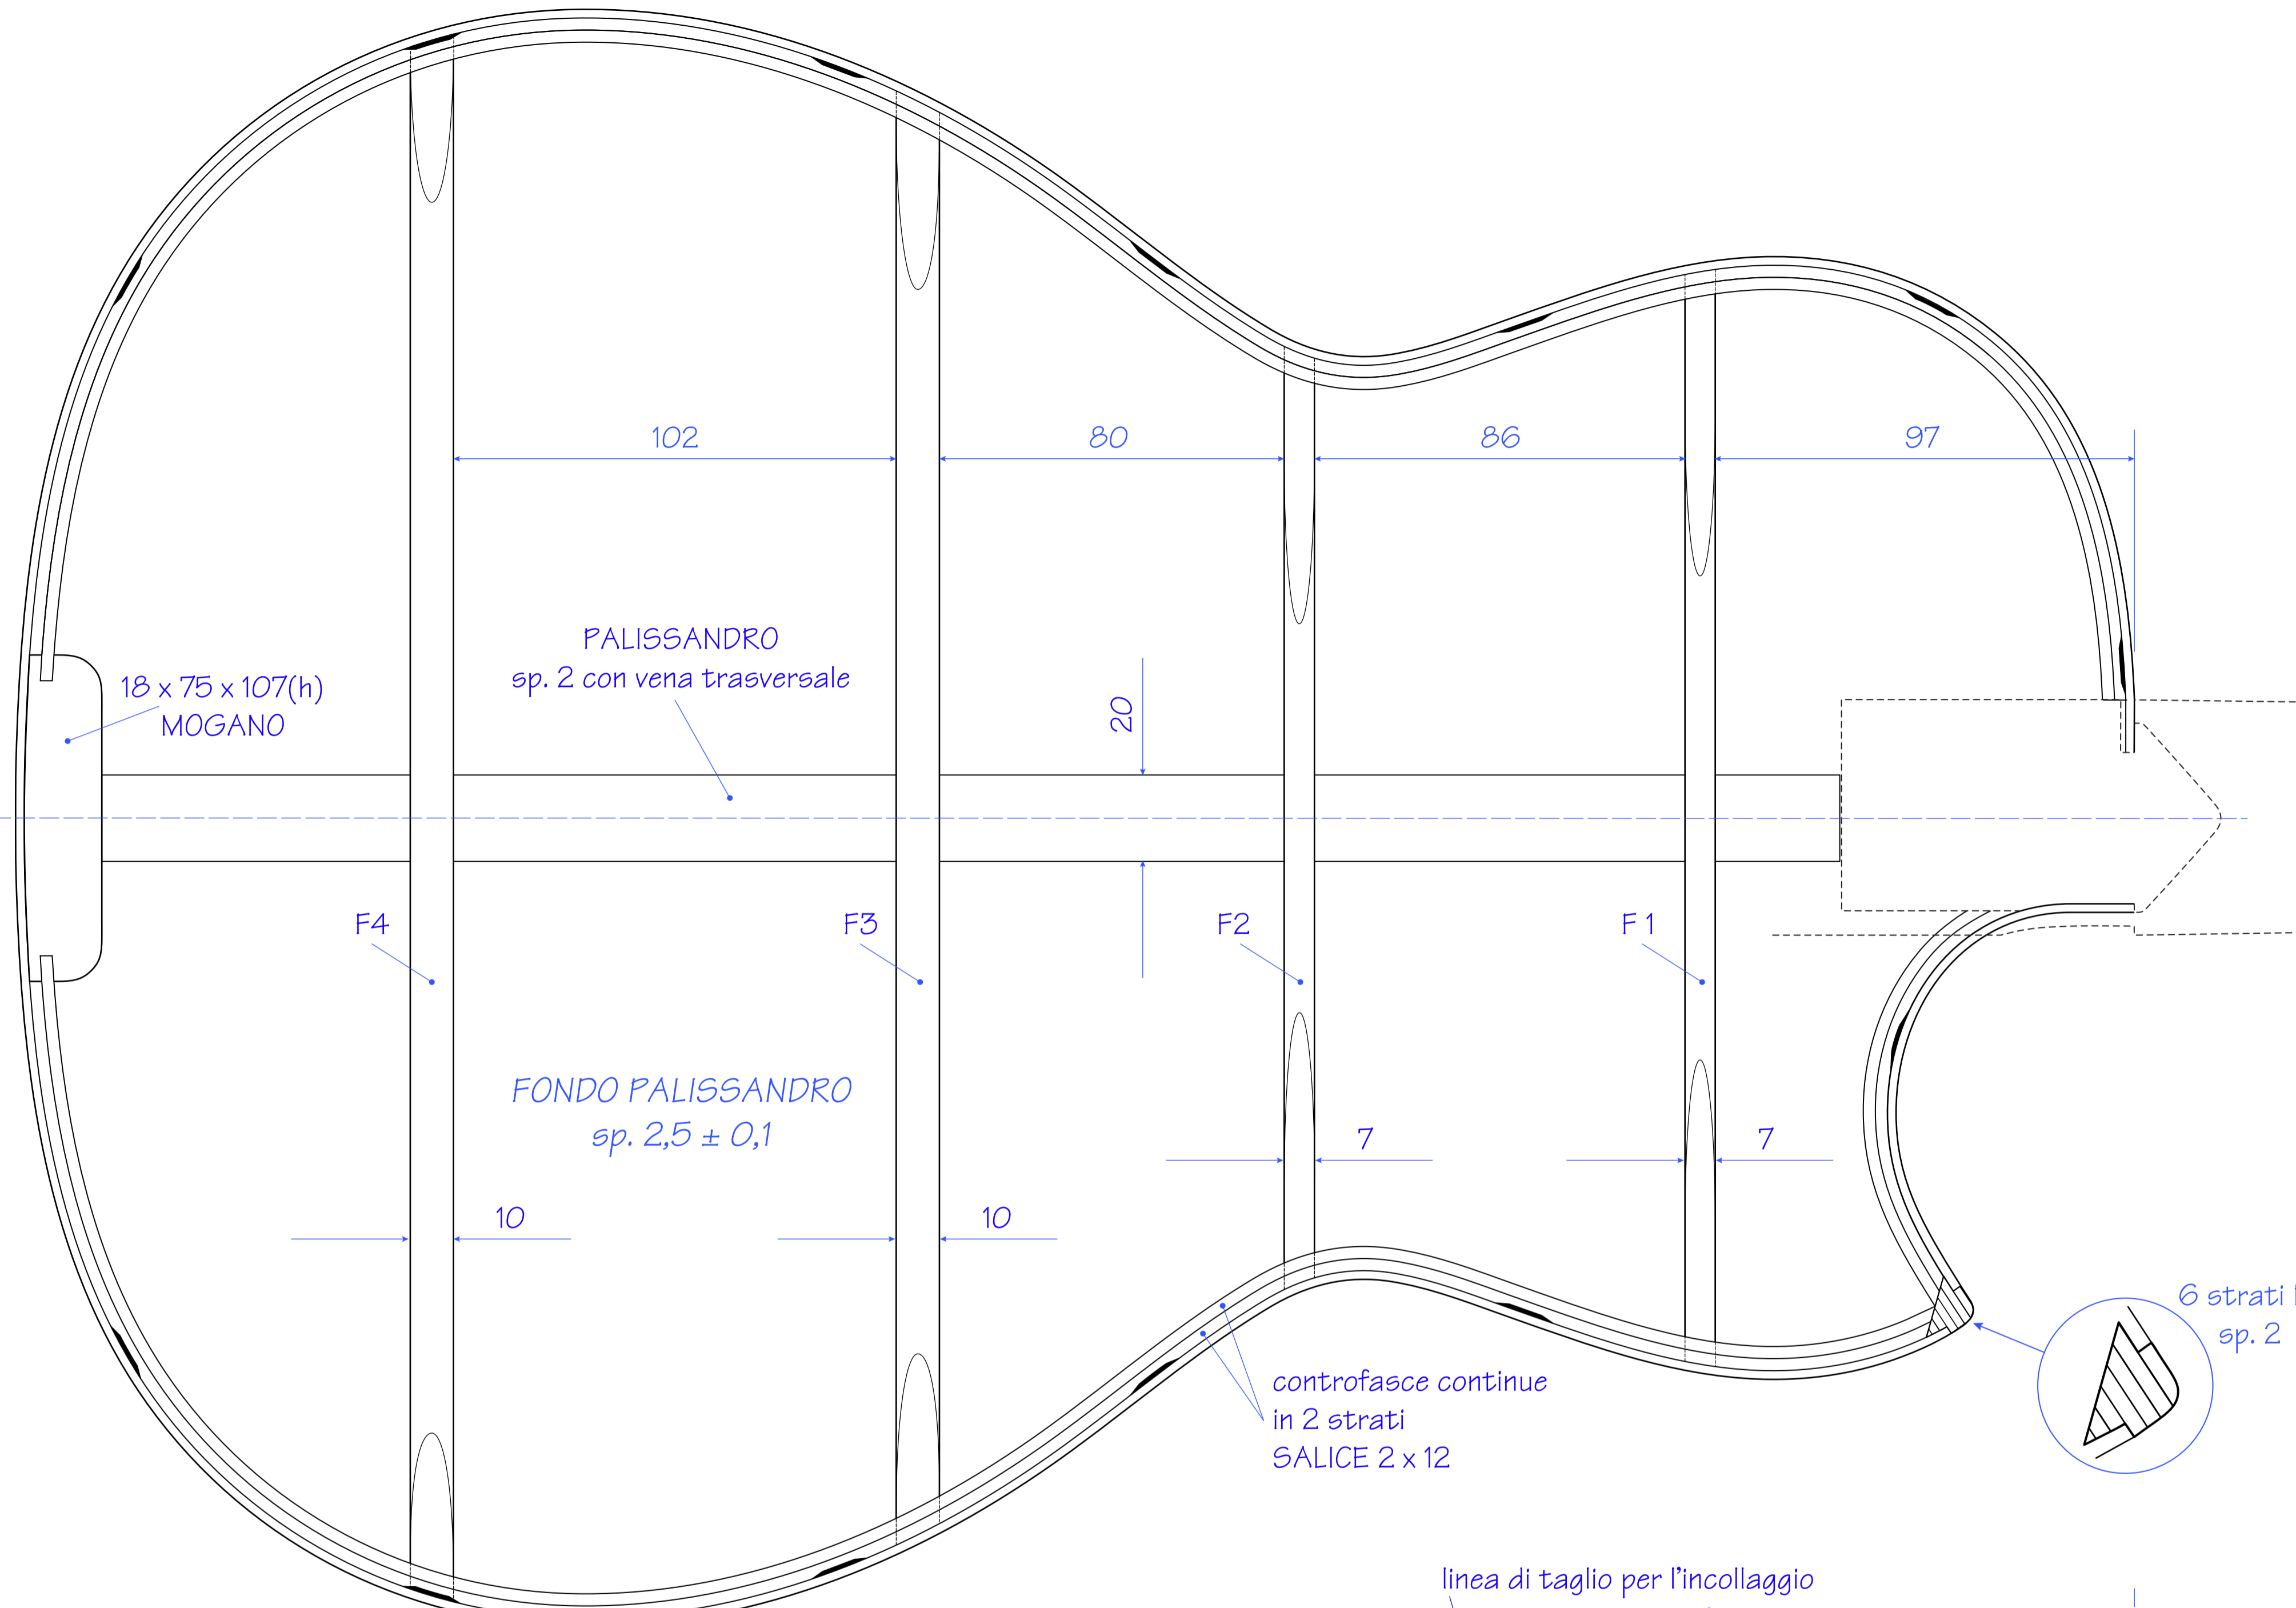 102
80
86
97
PALISSANDRO
sp. 2 con vena trasversale
18 x 75 x 107(h)
MOGANO
20
F4
F3
F2
F 1
FONDO PALISSANDRO
sp. 2,5 ± 0,1
7
7
10
10
6 strati
sp. 2
controfasce continue
in 2 strati
SALICE 2 x 12
linea di taglio per l'incollaggio